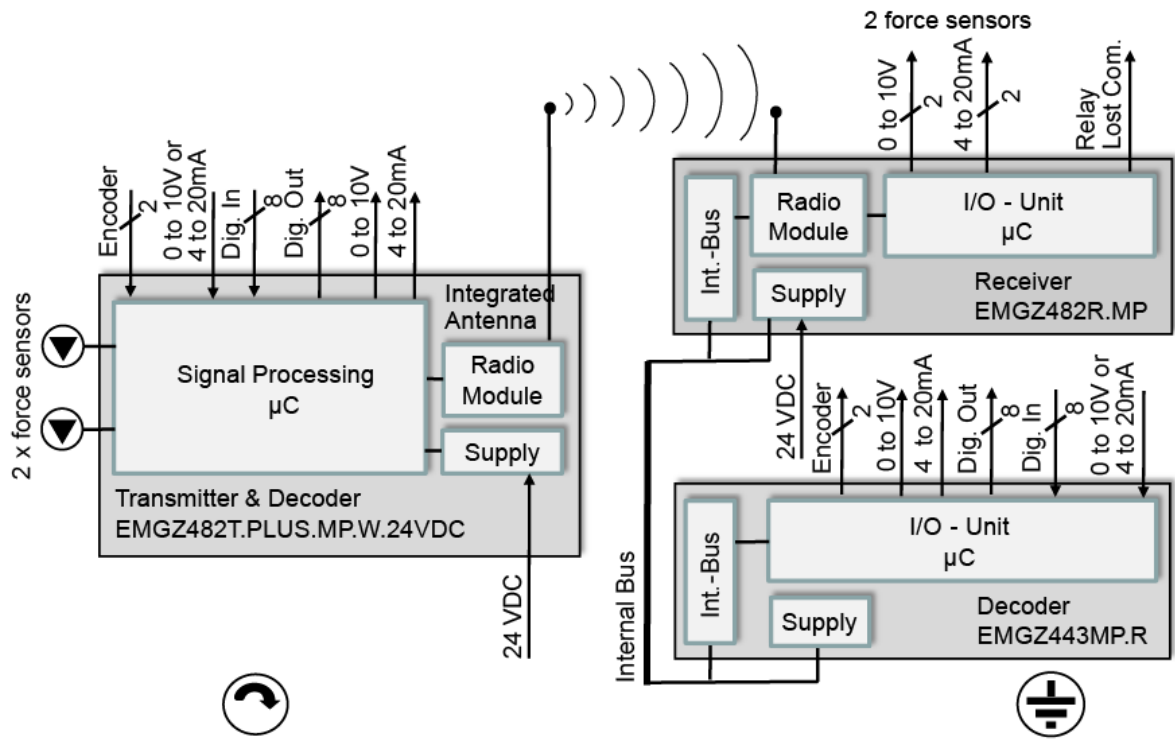 2 force sensors
0 to 10V
2
4 to 20mA
2
Relay
Lost Com.
Encoder
2
0 to 10V or
4 to 20mA
Dig. In
8
Dig. Out
8
0 to 10V
4 to 20mA
2 x force sensors
Signal Processing
µC
Integrated
Antenna
Radio
Module
Supply
Transmitter & Decoder
EMGZ482T.PLUS.MP.W.24VDC
24 VDC
Int.-Bus
Radio
Module
I/O - Unit
µC
Supply
Receiver
EMGZ482R.MP
24 VDC
Internal Bus
Encoder
2
0 to 10V
4 to 20mA
Dig. Out
8
Dig. In
8
0 to 10V or
4 to 20mA
Int.-Bus
I/O - Unit
µC
Supply
Decoder
EMGZ443MP.R